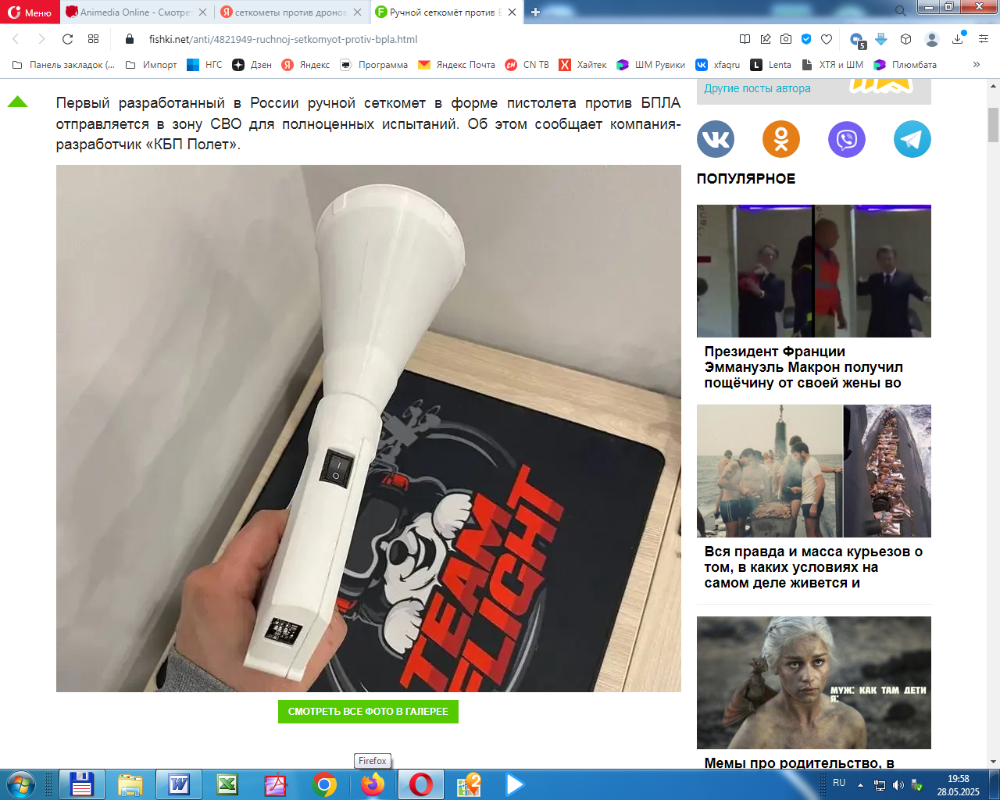 Меню
Animedia Online - Смотрет
сеткометы против дронов
Ручной сеткомёт против Б
fishki.net/anti/4821949-ruchnoj-setkomyot-protiv-bpla.html
5
Панель закладок (...
Импорт
НГС
Дзен
Яндекс
Программа
Яндекс Почта
CN ТВ
Хайтек
ШМ Рувики
xfaqru
Lenta
ХТЯ и ШМ
Плюмбата
Первый разработанный в России ручной сеткомет в форме пистолета против БПЛА
отправляется в зону СВО для полноценных испытаний. Об этом сообщает компания-
разработчик «КБП Полет».
TEAM
FLIGHT
СМОТРЕТЬ ВСЕ ФОТО В ГАЛЕРЕЕ
Другие посты автора
ПОПУЛЯРНОЕ
Президент Франции
Эммануэль Макрон получил
пощёчину от своей жены во
Вся правда и масса курьезов о
том, в каких условиях на
самом деле живется и
МУЖ: КАК ТАМ ДЕТИ
Я:
Мемы про родительство, в
Firefox
2
RU
19:58
28.05.2025